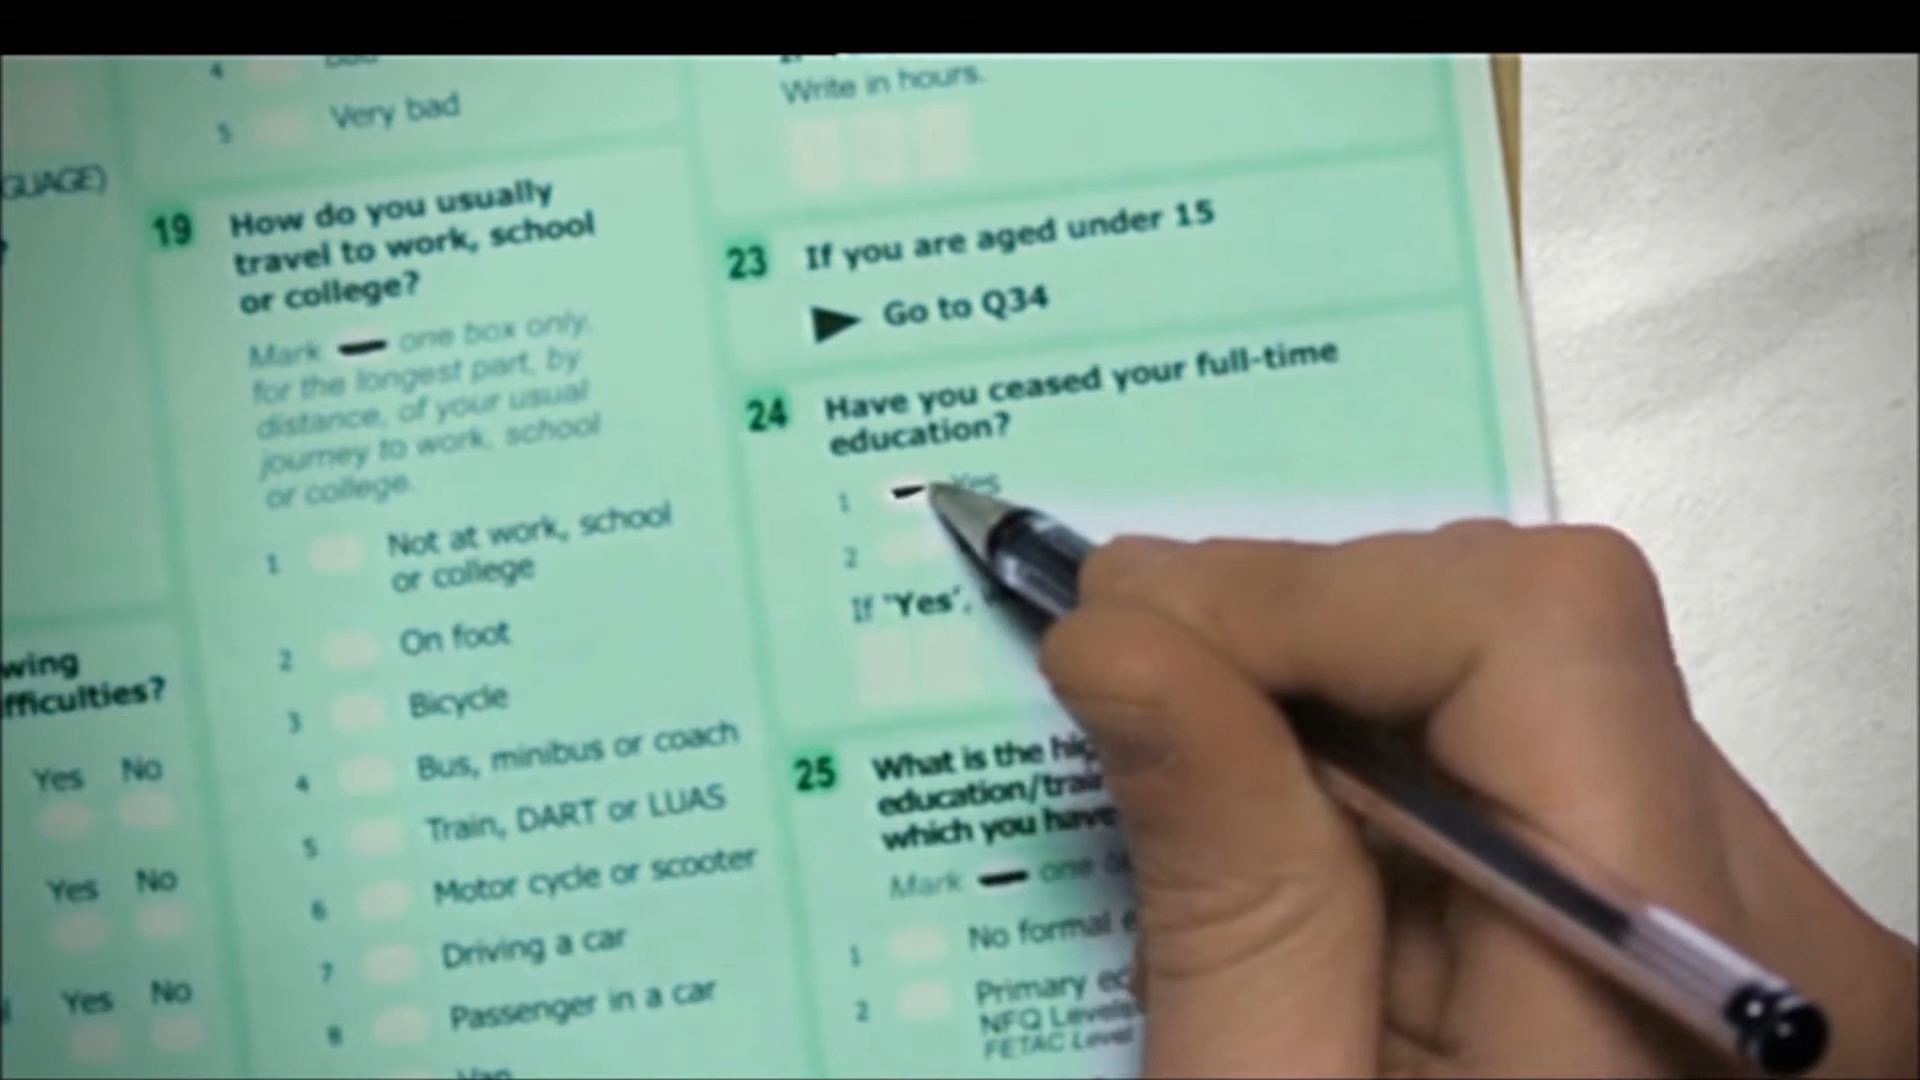 GUAGE)
wing
fficulties?
Yes No
Yes No
Yes No
4
5 Very bad
19 How do you usually
travel to work, school
or college?
Mark one box only,
for the longest part, by
distance, of your usual
journey to work, school
or college.
1 Not at work, school
or college
2 On foot
3 Bicycle
4 Bus, minibus or coach
5 Train, DART or LUAS
6 Motor cycle or scooter
7 Driving a car
8 Passenger in a car
Van
Write in hours.
23 If you are aged under 15
Go to Q34
24 Have you ceased your full-time
education?
1 Yes
2
If 'Yes',
25 What is the
education/
which you have
Mark one
1 No formal
2 Primary
NFQ
FETAC Level